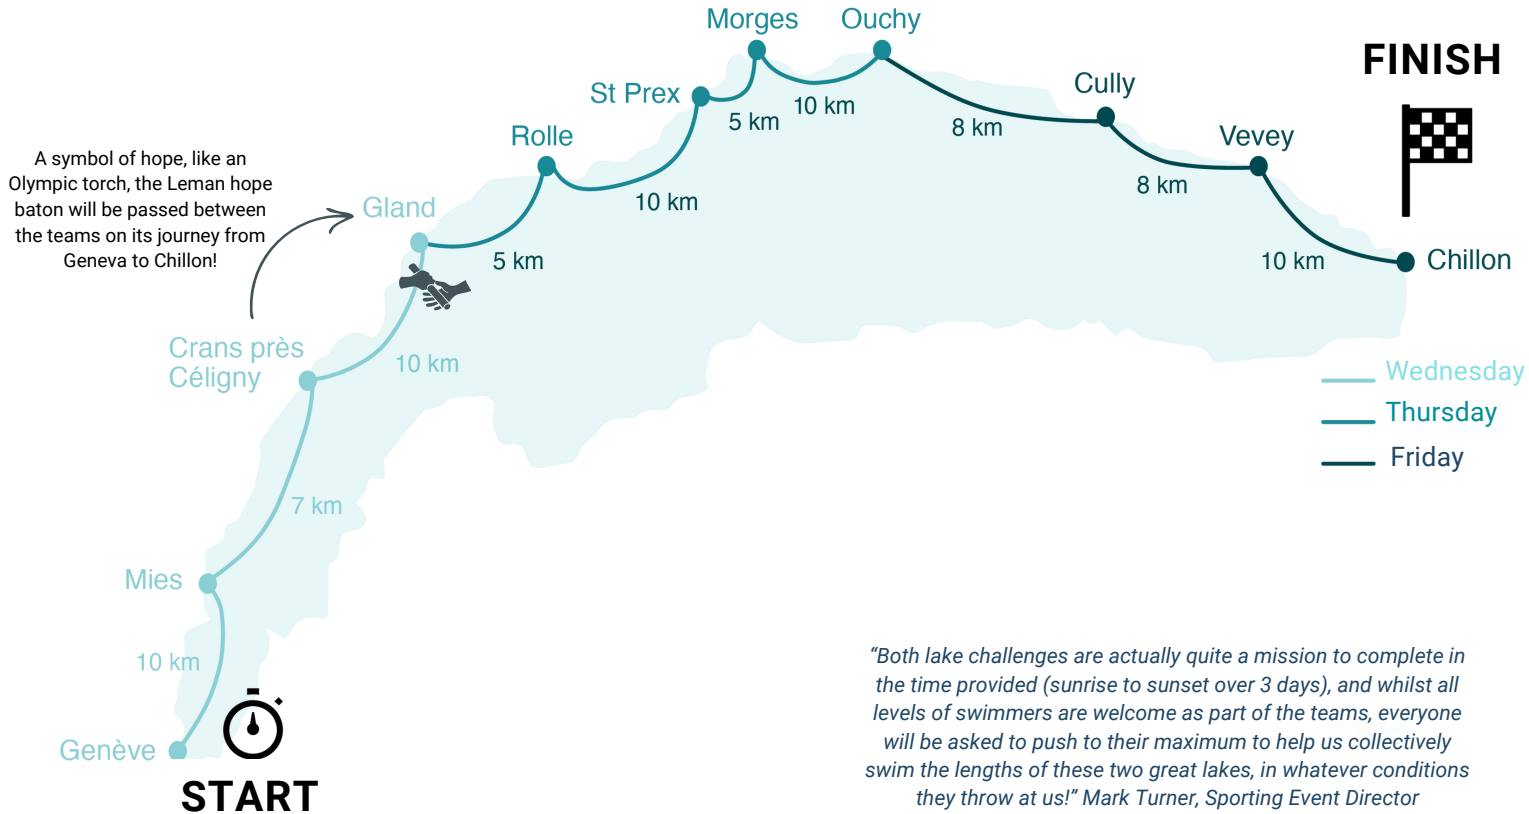 Morges
Ouchy
FINISH
St Prex
5 km
10 km
Cully
8 km
Vevey
8 km
Rolle
10 km
A symbol of hope, like an
Olympic torch, the Leman hope
baton will be passed between
the teams on its journey from
Geneva to Chillon!
Gland
5 km
10 km
Chillon
Crans près
Céligny
10 km
Wednesday
Thursday
Friday
7 km
Mies
10 km
Genève
START
“Both lake challenges are actually quite a mission to complete in
the time provided (sunrise to sunset over 3 days), and whilst all
levels of swimmers are welcome as part of the teams, everyone
will be asked to push to their maximum to help us collectively
swim the lengths of these two great lakes, in whatever conditions
they throw at us!” Mark Turner, Sporting Event Director